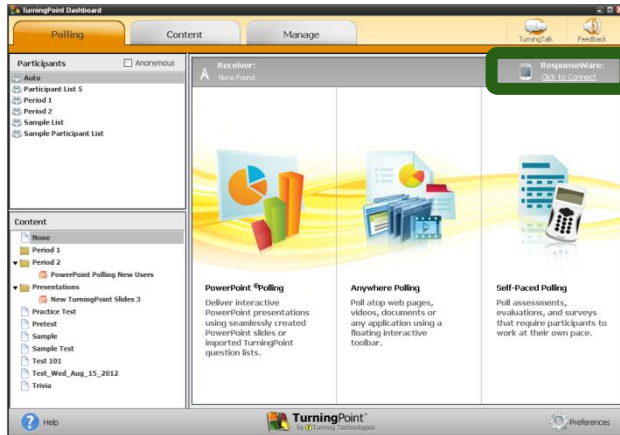 TurningPoint Dashboard
Polling
Content
Manage
TurningTalk
Feedback
Participants
Anonymous
Auto
Participant List 5
Period 1
Period 2
Sample List
Sample Participant List
Receiver:
None Found.
ResponseWare:
Click to Connect
Content
None
Period 1
Period 2
PowerPoint Polling New Users
Presentations
New TurningPoint Slides 3
Practice Test
Pretest
Sample
Sample Test
Test 101
Test_Wed_Aug_15_2012
Trivia
PowerPoint ®Polling
Deliver interactive
PowerPoint presentations
using seamlessly created
PowerPoint slides or
imported TurningPoint
question lists.
Anywhere Polling
Poll atop web pages,
videos, documents or
any application using a
floating interactive
toolbar.
Self-Paced Polling
Poll assessments,
evaluations, and surveys
that require participants to
work at their own pace.
Help
TurningPoint™
by Turning Technologies
Preferences